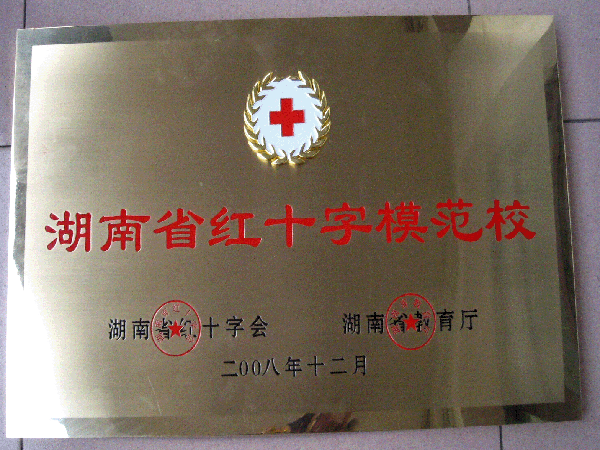 湖南省红十字模范校
湖南省红十字会 湖南省教育厅
二00八年十二月